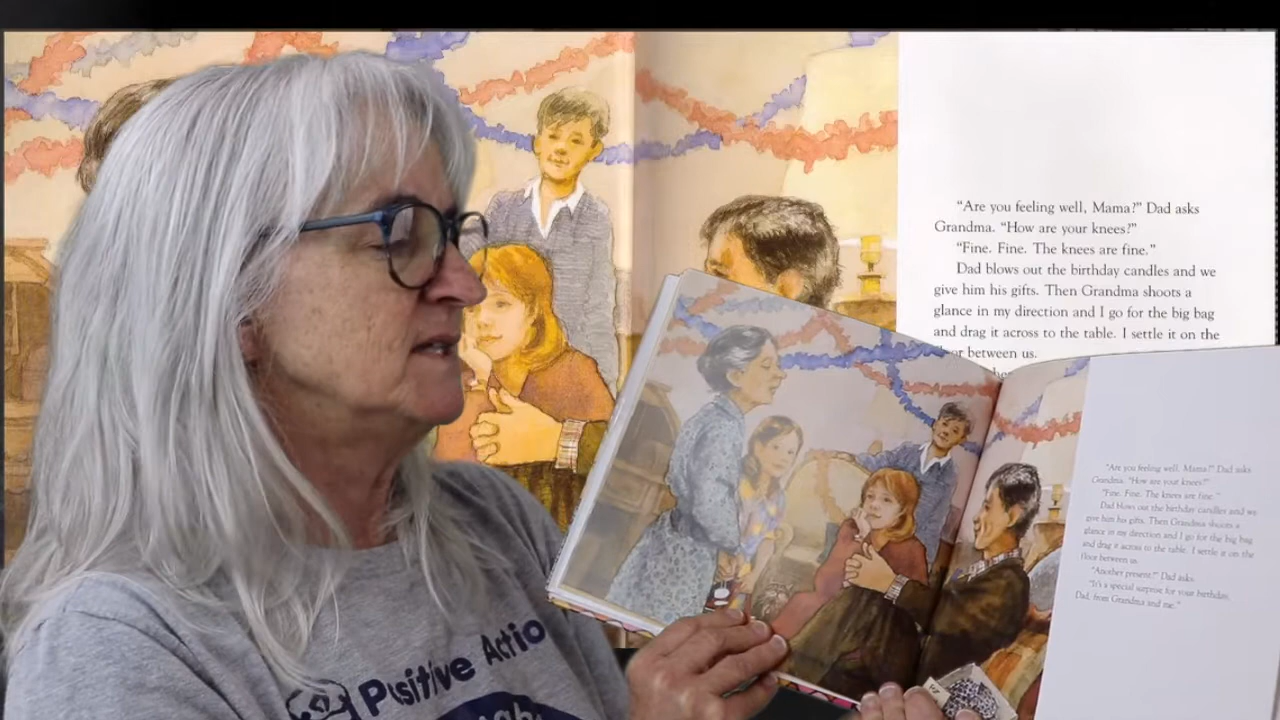 "Are you feeling well, Mama?" Dad asks
Grandma. "How are your knees?"
"Fine. Fine. The knees are fine."
Dad blows out the birthday candles and we
give him his gifts. Then Grandma shoots a
glance in my direction and I go for the big bag
and drag it across to the table. I settle it on the
between us.
"Are you feeling well, Mama?" Dad asks
Grandma. "How are your knees?"
"Fine. Fine. The knees are fine."
Dad blows out the birthday candles and we
give him his gifts. Then Grandma shoots a
glance in my direction and I go for the big bag
and drag it across to the table. I settle it on the
floor between us.
"Another present?" Dad asks.
"It's a special surprise for your birthday,
Dad, from Grandma and me."
Positive Actio